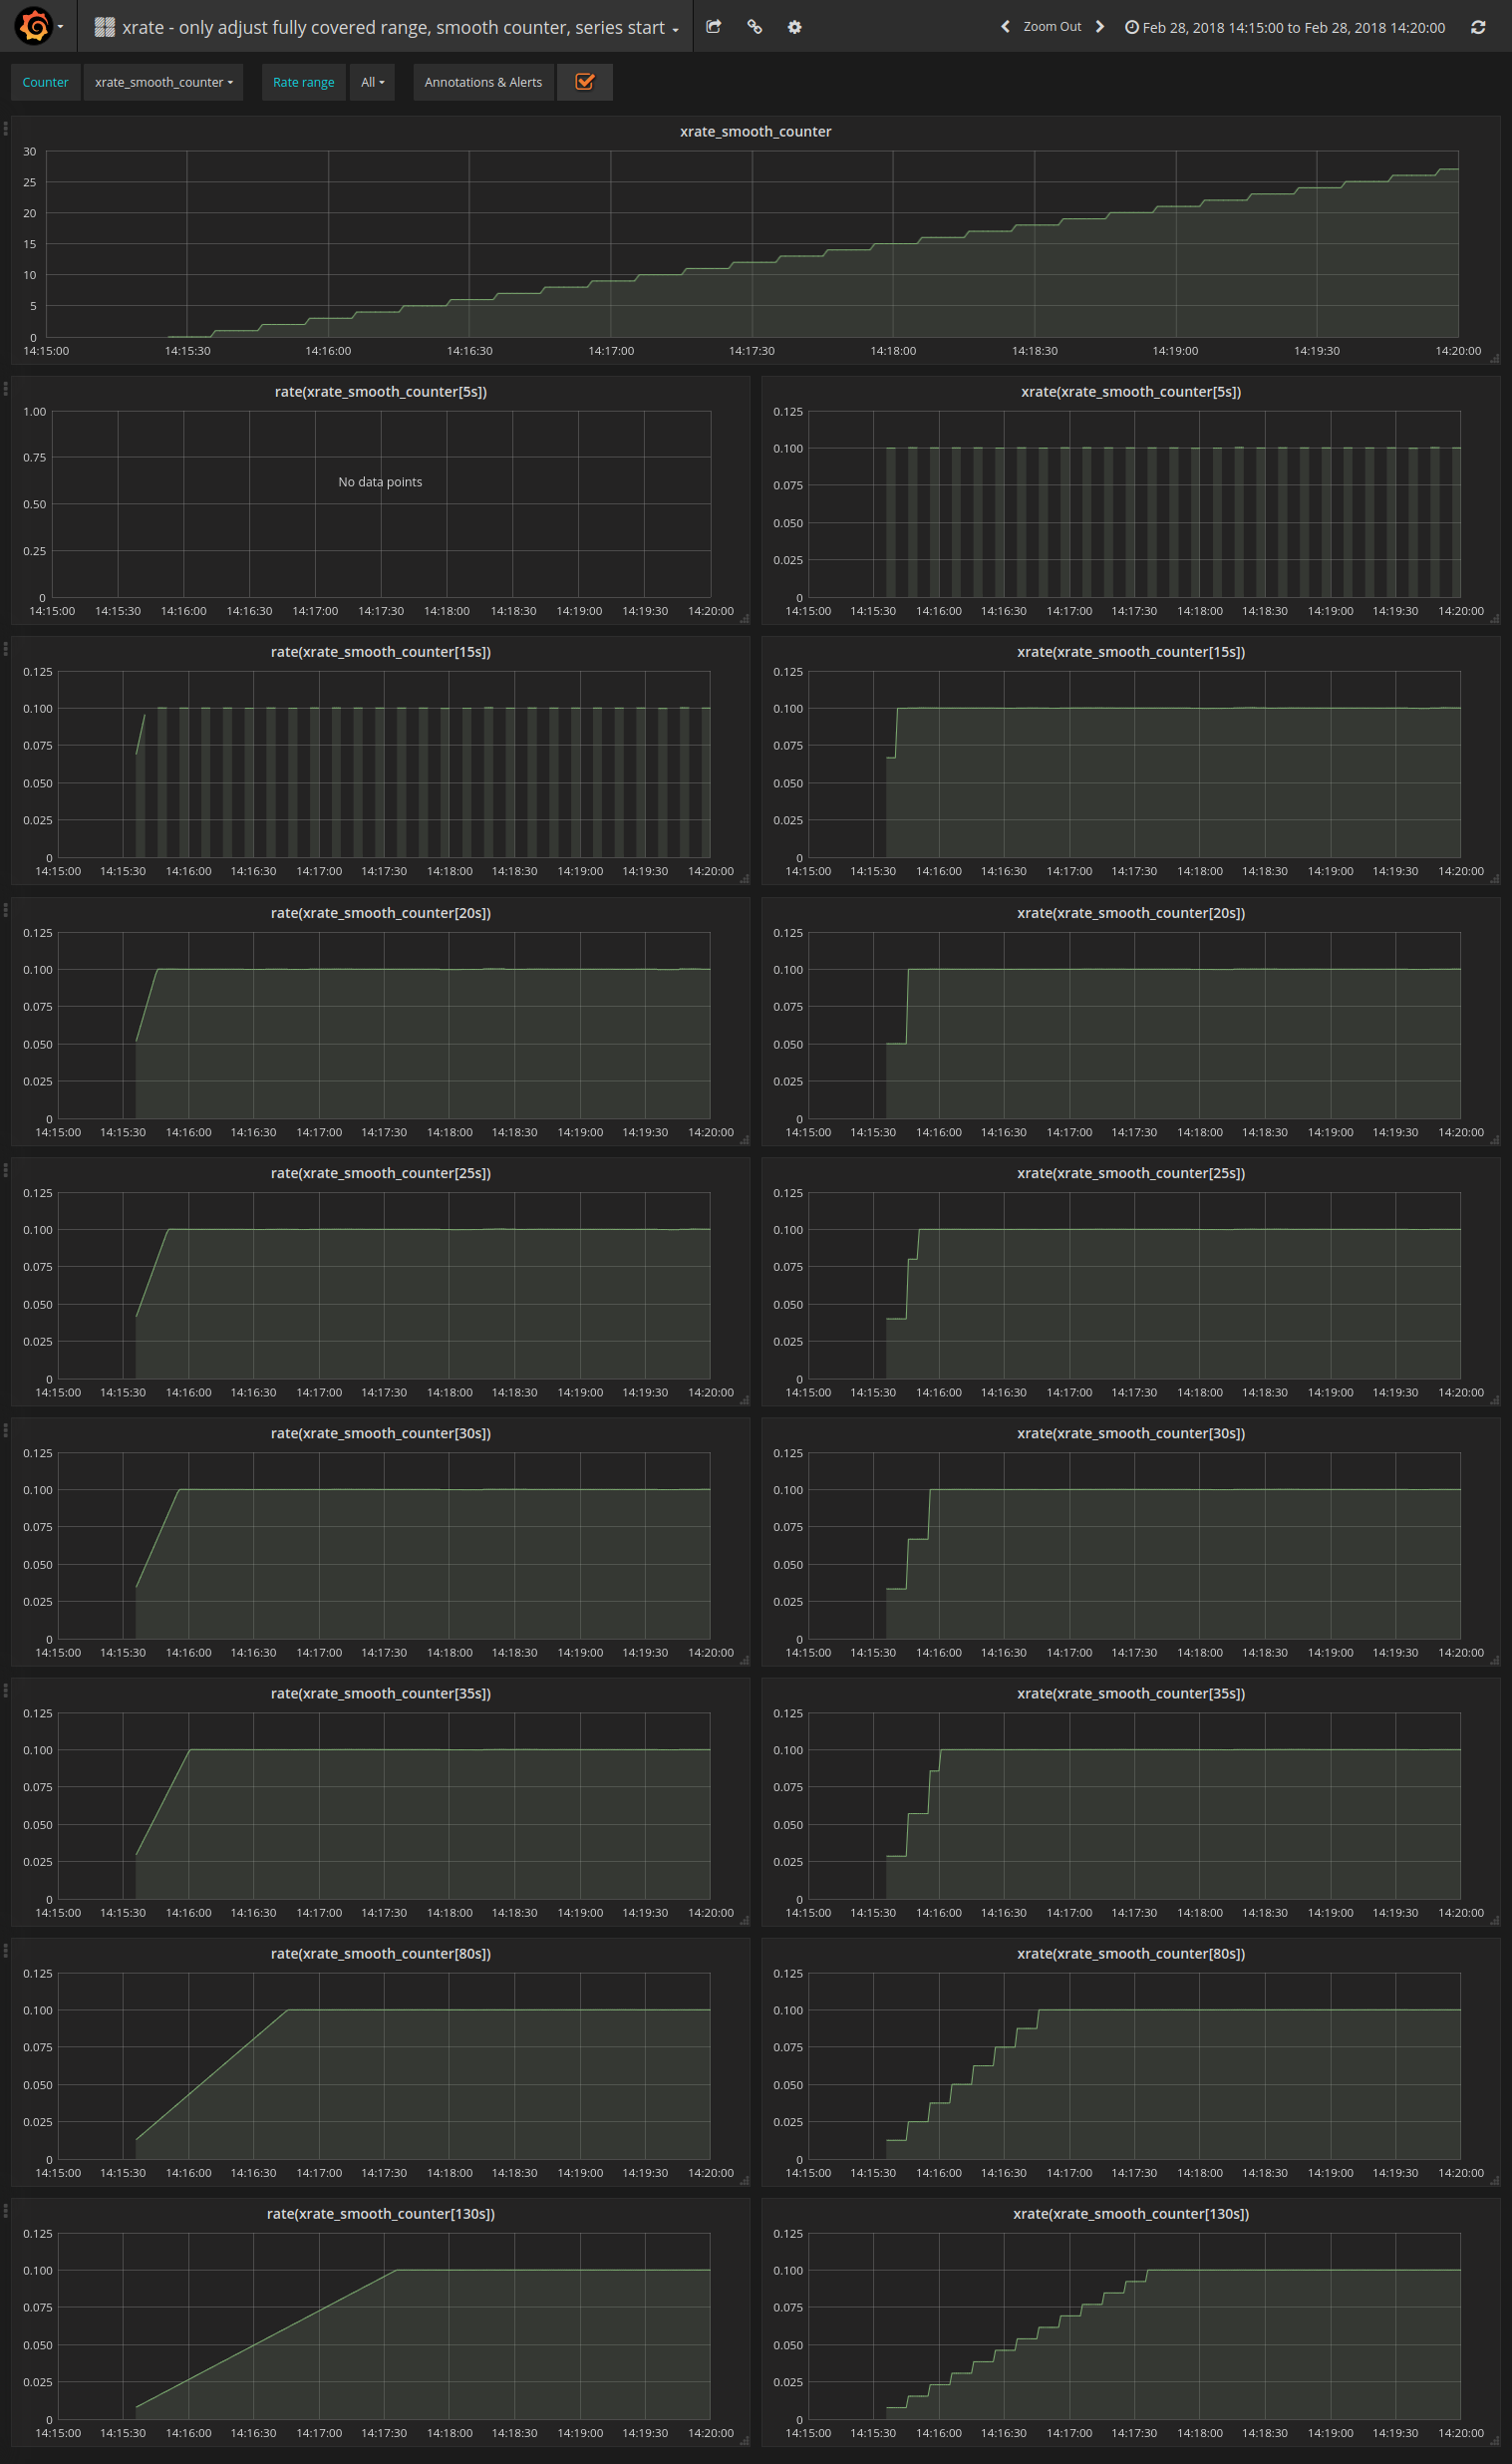 xrate - only adjust fully covered range, smooth counter, series start
Zoom Out
Feb 28, 2018 14:15:00 to Feb 28, 2018 14:20:00
Counter xrate_smooth_counter Rate range All Annotations & Alerts
xrate_smooth_counter
30
25
20
15
10
5
0
14:15:00 14:15:30 14:16:00 14:16:30 14:17:00 14:17:30 14:18:00 14:18:30 14:19:00 14:19:30 14:20:00
rate(xrate_smooth_counter[5s])
1.00
0.75
No data points
0.50
0.25
0
14:15:00 14:15:30 14:16:00 14:16:30 14:17:00 14:17:30 14:18:00 14:18:30 14:19:00 14:19:30 14:20:00
xrate(xrate_smooth_counter[5s])
0.125
0.100
0.075
0.050
0.025
0
14:15:00 14:15:30 14:16:00 14:16:30 14:17:00 14:17:30 14:18:00 14:18:30 14:19:00 14:19:30 14:20:00
rate(xrate_smooth_counter[15s])
0.125
0.100
0.075
0.050
0.025
0
14:15:00 14:15:30 14:16:00 14:16:30 14:17:00 14:17:30 14:18:00 14:18:30 14:19:00 14:19:30 14:20:00
xrate(xrate_smooth_counter[15s])
0.125
0.100
0.075
0.050
0.025
0
14:15:00 14:15:30 14:16:00 14:16:30 14:17:00 14:17:30 14:18:00 14:18:30 14:19:00 14:19:30 14:20:00
rate(xrate_smooth_counter[20s])
0.125
0.100
0.075
0.050
0.025
0
14:15:00 14:15:30 14:16:00 14:16:30 14:17:00 14:17:30 14:18:00 14:18:30 14:19:00 14:19:30 14:20:00
xrate(xrate_smooth_counter[20s])
0.125
0.100
0.075
0.050
0.025
0
14:15:00 14:15:30 14:16:00 14:16:30 14:17:00 14:17:30 14:18:00 14:18:30 14:19:00 14:19:30 14:20:00
rate(xrate_smooth_counter[25s])
0.125
0.100
0.075
0.050
0.025
0
14:15:00 14:15:30 14:16:00 14:16:30 14:17:00 14:17:30 14:18:00 14:18:30 14:19:00 14:19:30 14:20:00
xrate(xrate_smooth_counter[25s])
0.125
0.100
0.075
0.050
0.025
0
14:15:00 14:15:30 14:16:00 14:16:30 14:17:00 14:17:30 14:18:00 14:18:30 14:19:00 14:19:30 14:20:00
rate(xrate_smooth_counter[30s])
0.125
0.100
0.075
0.050
0.025
0
14:15:00 14:15:30 14:16:00 14:16:30 14:17:00 14:17:30 14:18:00 14:18:30 14:19:00 14:19:30 14:20:00
xrate(xrate_smooth_counter[30s])
0.125
0.100
0.075
0.050
0.025
0
14:15:00 14:15:30 14:16:00 14:16:30 14:17:00 14:17:30 14:18:00 14:18:30 14:19:00 14:19:30 14:20:00
rate(xrate_smooth_counter[35s])
0.125
0.100
0.075
0.050
0.025
0
14:15:00 14:15:30 14:16:00 14:16:30 14:17:00 14:17:30 14:18:00 14:18:30 14:19:00 14:19:30 14:20:00
xrate(xrate_smooth_counter[35s])
0.125
0.100
0.075
0.050
0.025
0
14:15:00 14:15:30 14:16:00 14:16:30 14:17:00 14:17:30 14:18:00 14:18:30 14:19:00 14:19:30 14:20:00
rate(xrate_smooth_counter[80s])
0.125
0.100
0.075
0.050
0.025
0
14:15:00 14:15:30 14:16:00 14:16:30 14:17:00 14:17:30 14:18:00 14:18:30 14:19:00 14:19:30 14:20:00
xrate(xrate_smooth_counter[80s])
0.125
0.100
0.075
0.050
0.025
0
14:15:00 14:15:30 14:16:00 14:16:30 14:17:00 14:17:30 14:18:00 14:18:30 14:19:00 14:19:30 14:20:00
rate(xrate_smooth_counter[130s])
0.125
0.100
0.075
0.050
0.025
0
14:15:00 14:15:30 14:16:00 14:16:30 14:17:00 14:17:30 14:18:00 14:18:30 14:19:00 14:19:30 14:20:00
xrate(xrate_smooth_counter[130s])
0.125
0.100
0.075
0.050
0.025
0
14:15:00 14:15:30 14:16:00 14:16:30 14:17:00 14:17:30 14:18:00 14:18:30 14:19:00 14:19:30 14:20:00